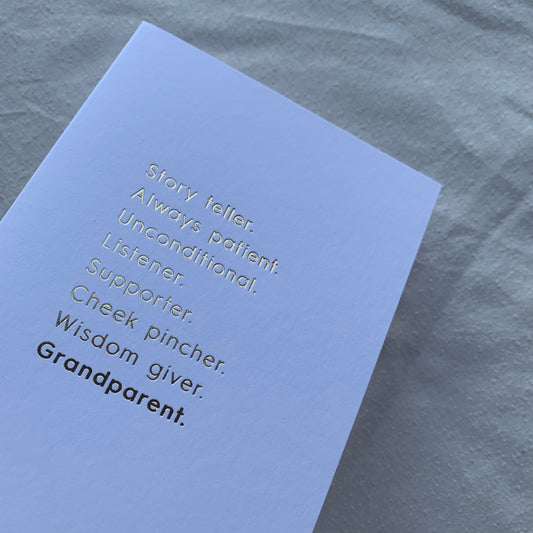 Story teller.
Always patient.
Unconditional.
Listener.
Supporter.
Cheek pincher.
Wisdom giver.
Grandparent.